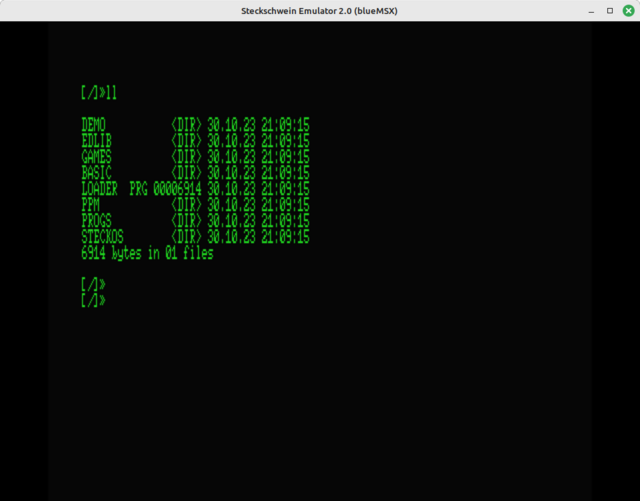 Steckschwein Emulator 2.0 (blueMSX)
[/]»ll
DEMO <DIR> 30.10.23 21:09:15
EDLIB <DIR> 30.10.23 21:09:15
GAMES <DIR> 30.10.23 21:09:15
BASIC <DIR> 30.10.23 21:09:15
LOADER PRG 00006914 30.10.23 21:09:15
PPM <DIR> 30.10.23 21:09:15
PROGS <DIR> 30.10.23 21:09:15
STECKOS <DIR> 30.10.23 21:09:15
6914 bytes in 01 files
[/]»
[/]»